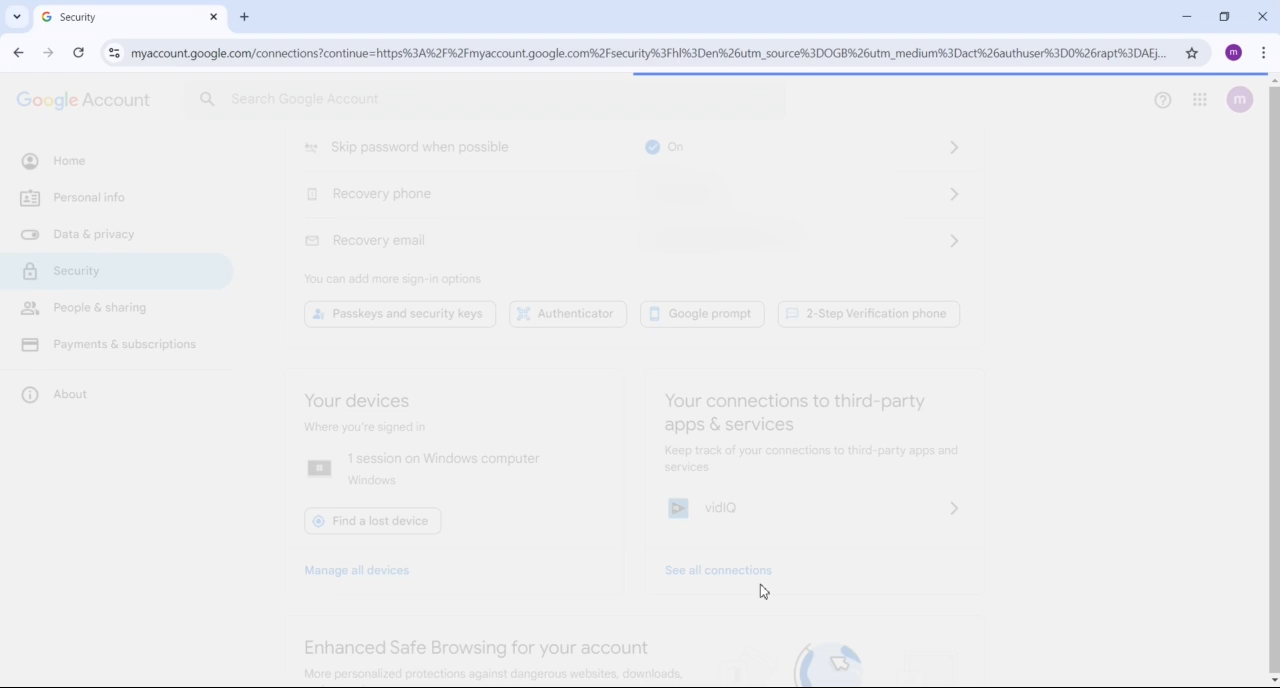 Security
myaccount.google.com/connections?continue=https%3A%2F%2Fmyaccount.google.com%2Fsecurity%3Fhl%3Den%26utm_source%3DOGB%26utm_medium%3Dact%26authuser%3D0%26rapt%3DAEj...
m
Google Account
Search Google Account
m
Home
Personal info
Data & privacy
Security
People & sharing
Payments & subscriptions
About
Skip password when possible
On
Recovery phone
Recovery email
You can add more sign-in options
Passkeys and security keys
Authenticator
Google prompt
2-Step Verification phone
Your devices
Where you're signed in
1 session on Windows computer
Windows
Find a lost device
Manage all devices
Your connections to third-party
apps & services
Keep track of your connections to third-party apps and
services
vidIQ
See all connections
Enhanced Safe Browsing for your account
More personalized protections against dangerous websites, downloads,